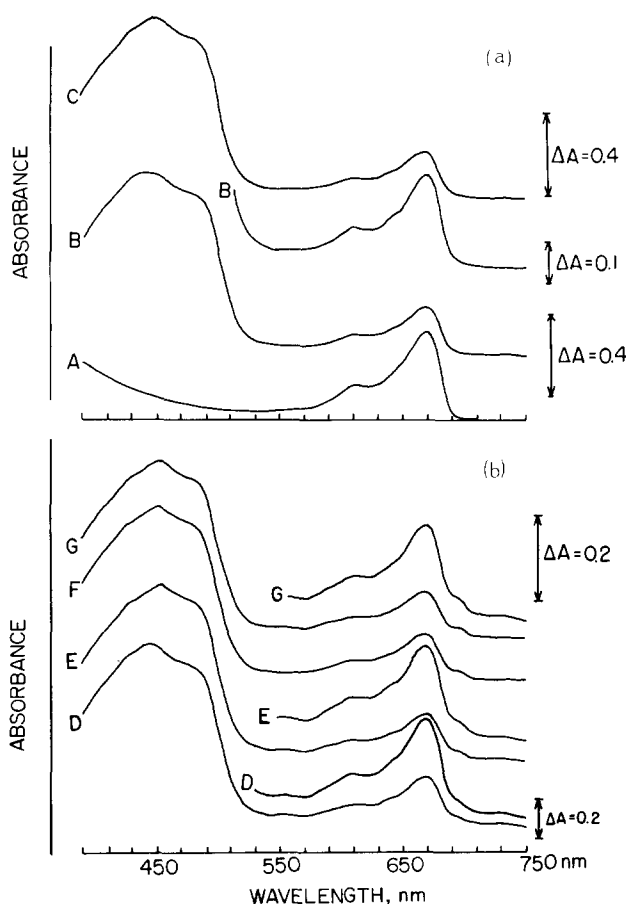 (a)
C
ΔA=0.4
B
ABSORBANCE
B
ΔA=0.1
ΔA=0.4
A
(b)
G
ΔA=0.2
F
G
E
ABSORBANCE
E
D
D
ΔA=0.2
450 550 650 750 nm
WAVELENGTH, nm